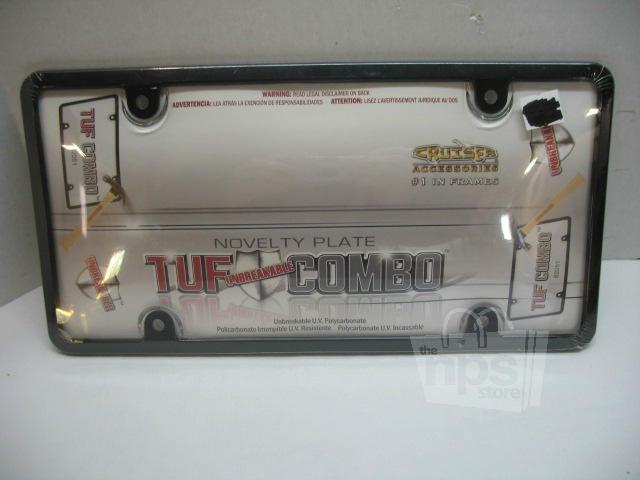 WARNING: READ LEGAL DISCLAIMER ON BACK
ADVERTENCIA: LEA ATRÁS LA EXENCIÓN DE RESPONSABILIDADES ATTENTION: LISEZ L'AVERTISSEMENT JURIDIQUE AU DOS
TUF COMBO
UNBREAKABLE
CRUISER
ACCESSORIES
#1 IN FRAMES
NOVELTY PLATE
TUF UNBREAKABLE COMBO
TUF COMBO
UNBREAKABLE
Unbreakable U.V. Polycarbonate
Policarbonato Irrompible U.V. Resistente Polycarbonate U.V. Incassable
the
nps
store